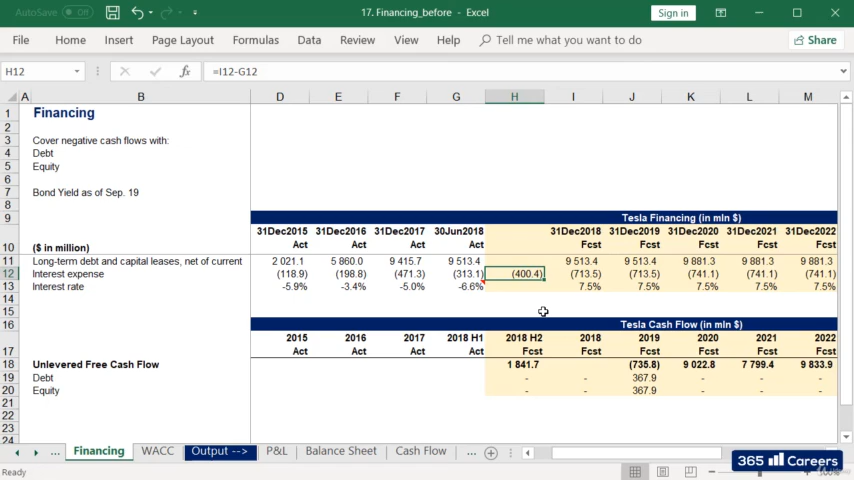 AutoSave Off 17. Financing_before - Excel Sign in
File Home Insert Page Layout Formulas Data Review View Help Tell me what you want to do Share
H12 fx =I12-G12
A B D E F G H I J K L M
1 Financing
2
3 Cover negative cash flows with:
4 Debt
5 Equity
6
7 Bond Yield as of Sep. 19
8
9 Tesla Financing (in mln $)
31Dec2015 31Dec2016 31Dec2017 30Jun2018 31Dec2018 31Dec2019 31Dec2020 31Dec2021 31Dec2022
10 ($ in million) Act Act Act Act Fcst Fcst Fcst Fcst Fcst
11 Long-term debt and capital leases, net of current 2 021.1 5 860.0 9 415.7 9 513.4 9 513.4 9 513.4 9 881.3 9 881.3 9 881.3
12 Interest expense (118.9) (198.8) (471.3) (313.1) (400.4) (713.5) (713.5) (741.1) (741.1) (741.1)
13 Interest rate -5.9% -3.4% -5.0% -6.6% 7.5% 7.5% 7.5% 7.5% 7.5%
14
15
16 Tesla Cash Flow (in mln $)
2015 2016 2017 2018 H1 2018 H2 2018 2019 2020 2021 2022
17 Act Act Act Act Fcst Fcst Fcst Fcst Fcst Fcst
18 Unlevered Free Cash Flow 1 841.7 (735.8) 9 022.8 7 799.4 9 833.9
19 Debt - - 367.9 - - -
20 Equity - - 367.9 - - -
21
22
23
24
... Financing WACC Output --> P&L Balance Sheet Cash Flow ...
365 Careers
Ready